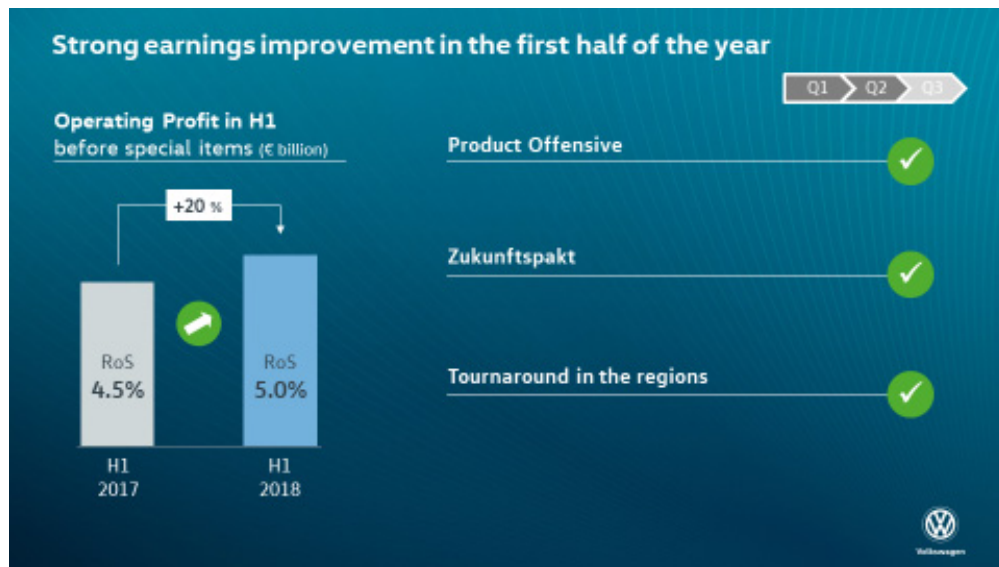 Strong earnings improvement in the first half of the year
Q1 Q2 Q3
Operating Profit in H1
before special items (€ billion)
+20 %
RoS
4.5%
RoS
5.0%
H1
2017
H1
2018
Product Offensive
Zukunftspakt
Tournaround in the regions
Volkswagen